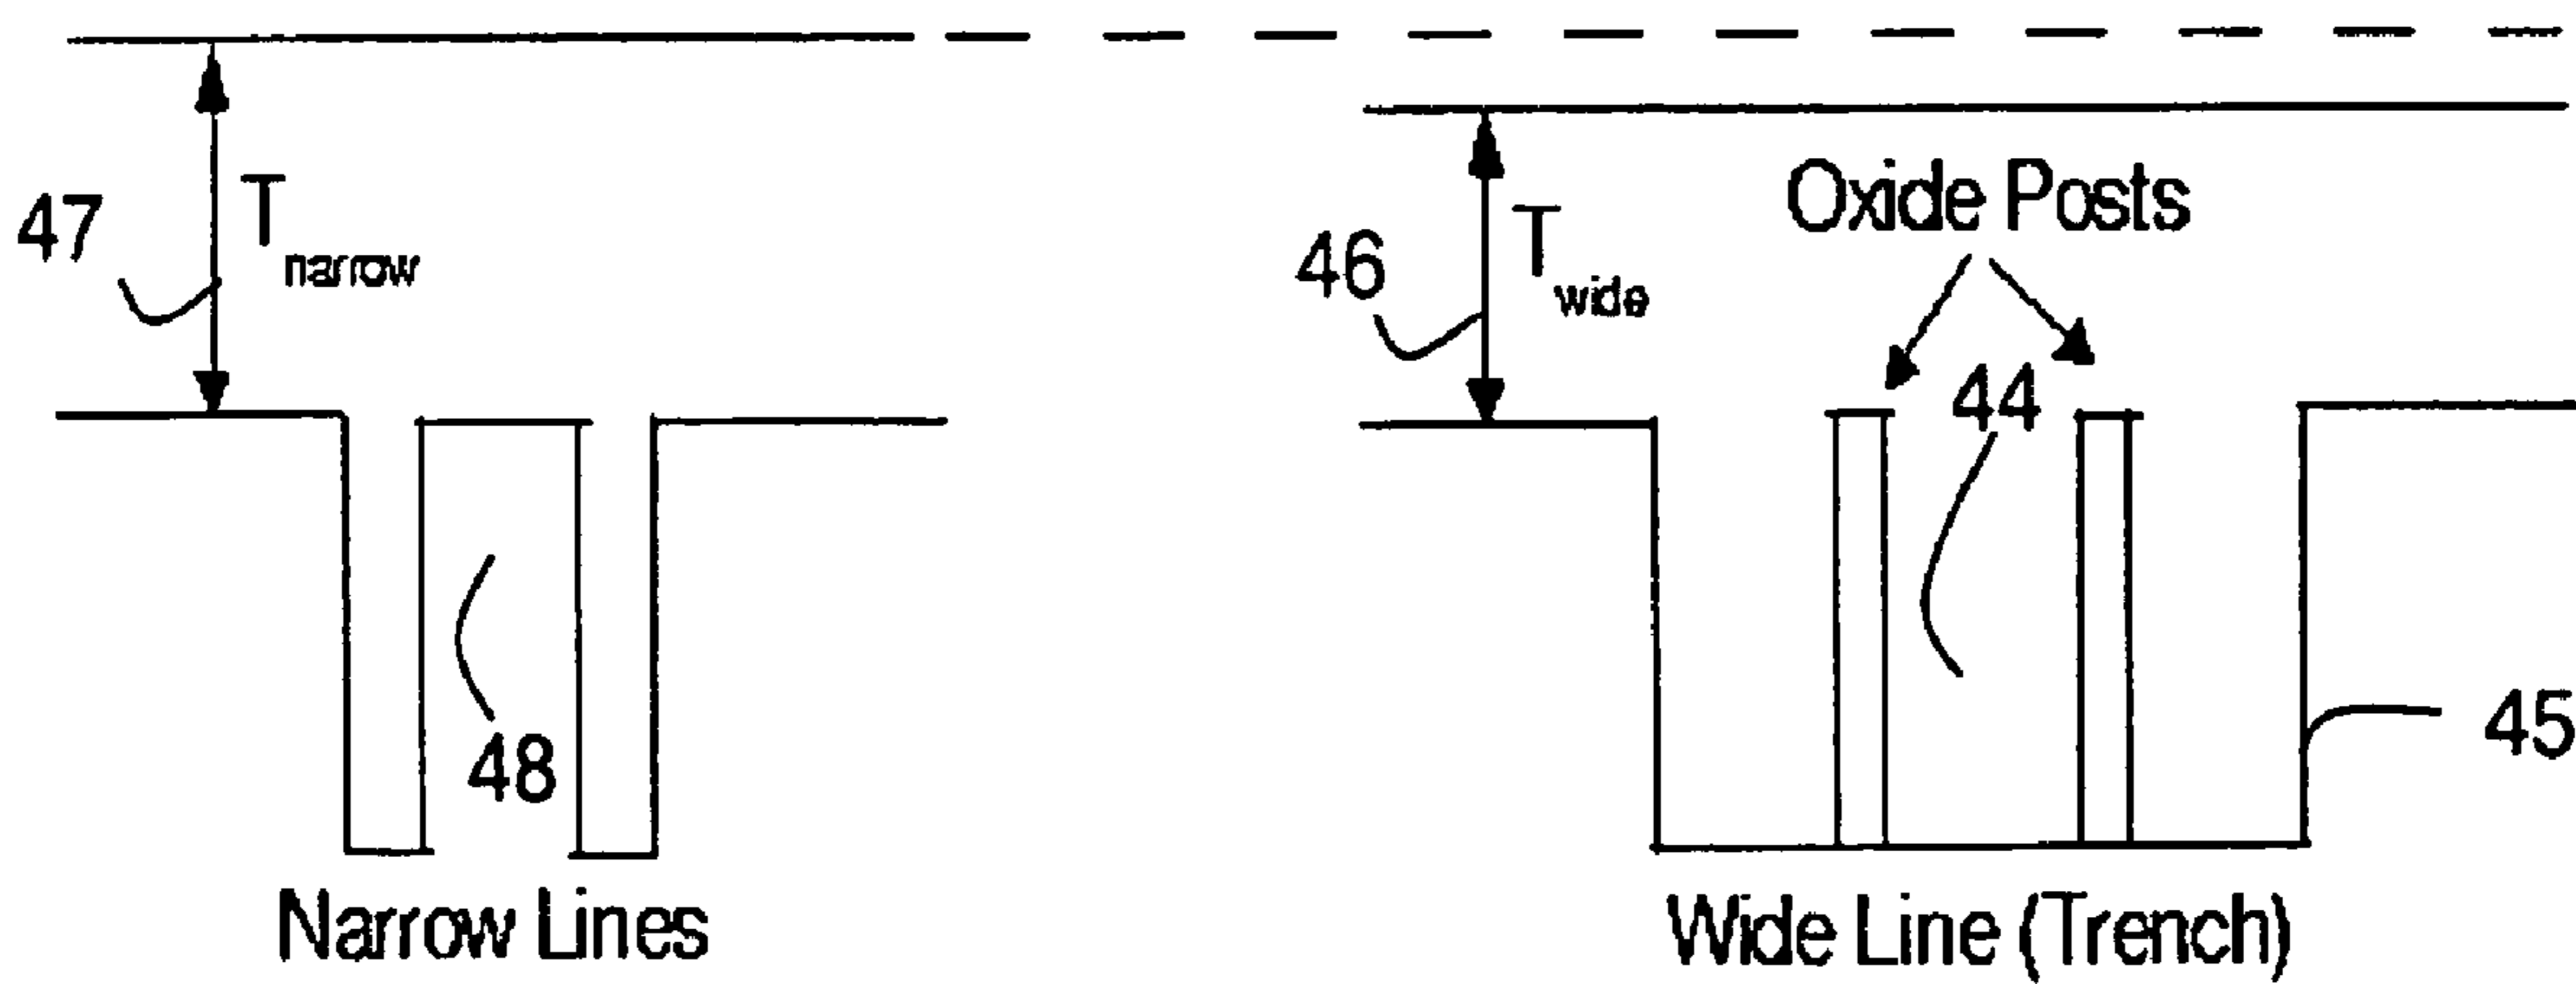 47
T narrow
46
T wide
Oxide Posts
44
48
45
Narrow Lines
Wide Line (Trench)